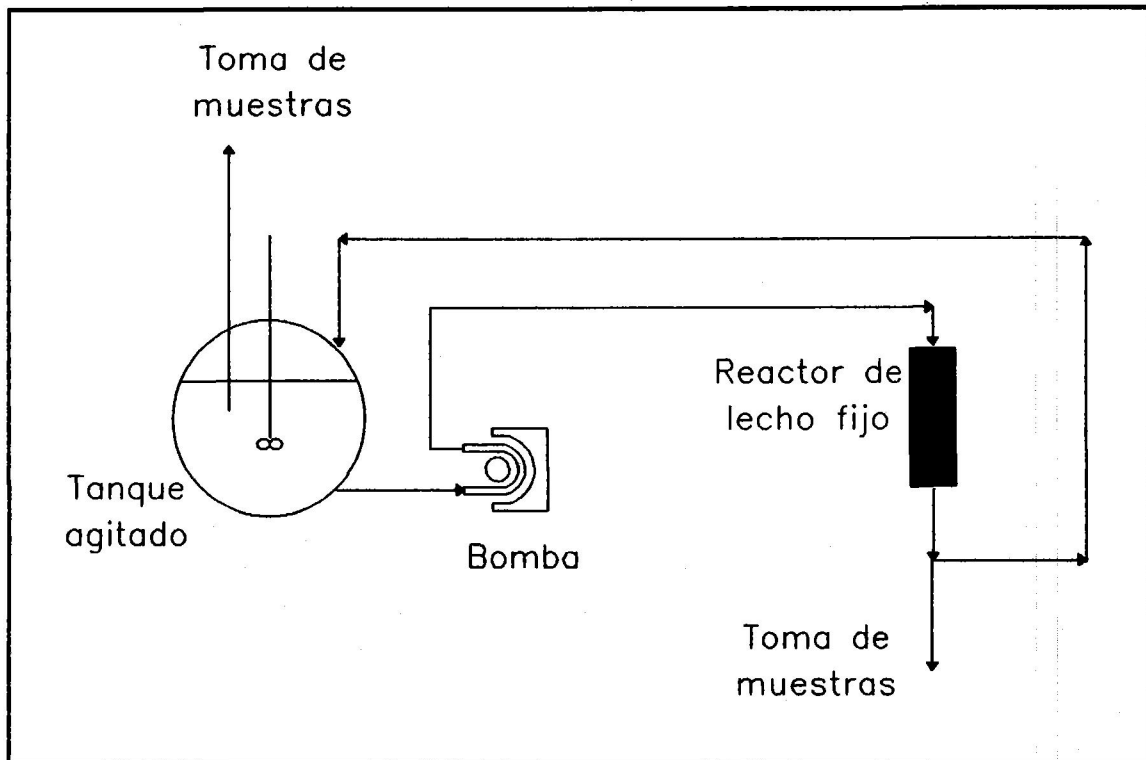 Toma de
muestras
Reactor de
lecho fijo
Tanque
agitado
Bomba
Toma de
muestras